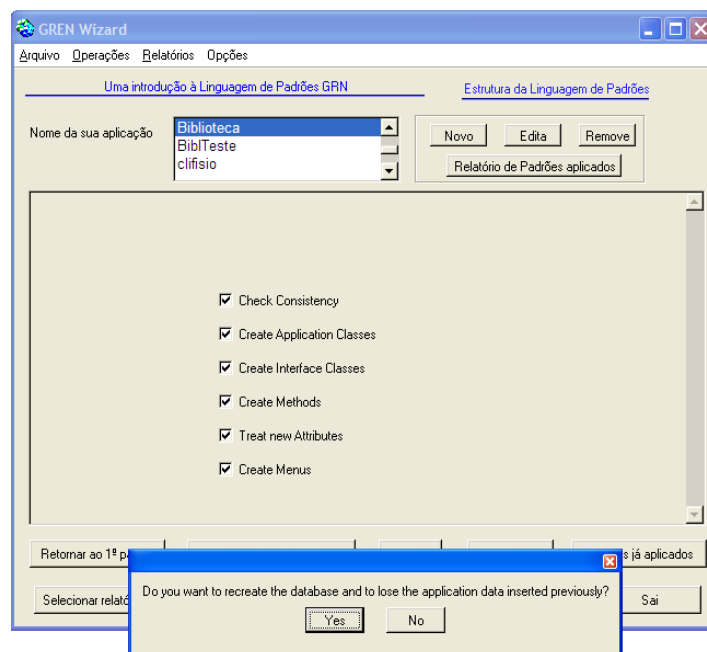 GREN Wizard
Arquivo Operações Relatórios Opções
Uma introdução à Linguagem de Padrões GRN
Estrutura da Linguagem de Padrões
Nome da sua aplicação
Biblioteca
BiblTeste
clifisio
Novo Edita Remove
Relatório de Padrões aplicados
Check Consistency
Create Application Classes
Create Interface Classes
Create Methods
Treat new Attributes
Create Menus
Retornar ao 1º já aplicados
Selecionar Sai
Do you want to recreate the database and to lose the application data inserted previously?
Yes No